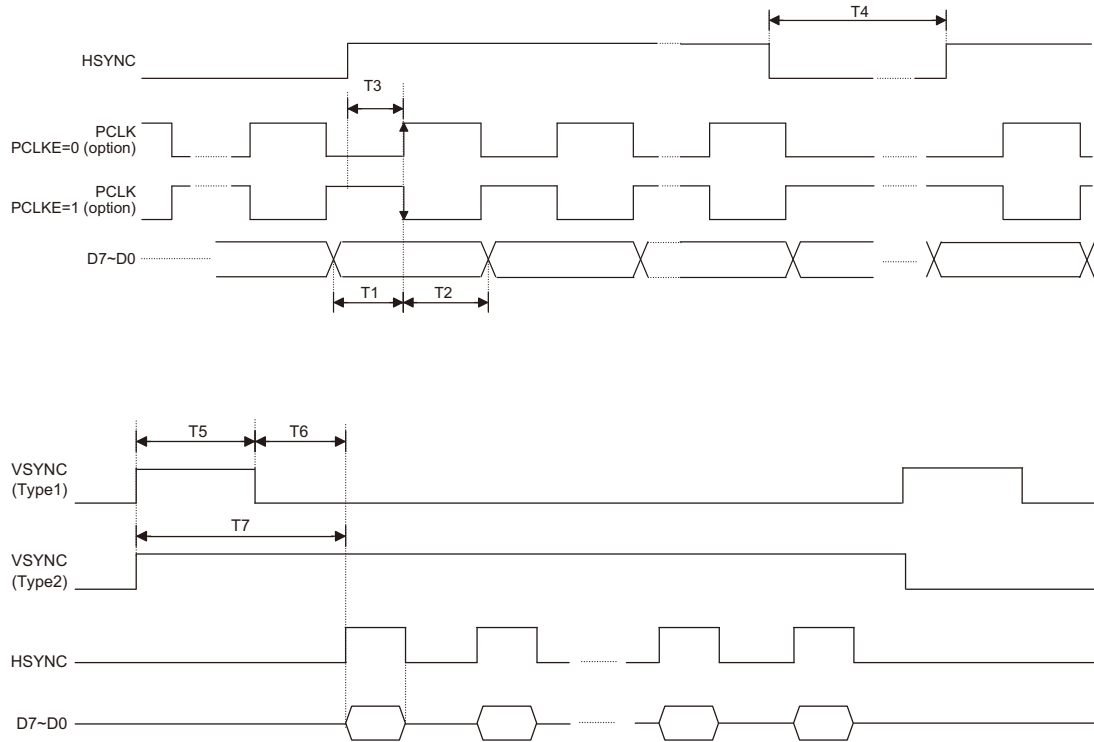 T4
HSYNC
T3
PCLK
PCLKE=0 (option)
PCLK
PCLKE=1 (option)
D7~D0
T1
T2
T5
T6
VSYNC
(Type1)
T7
VSYNC
(Type2)
HSYNC
D7~D0